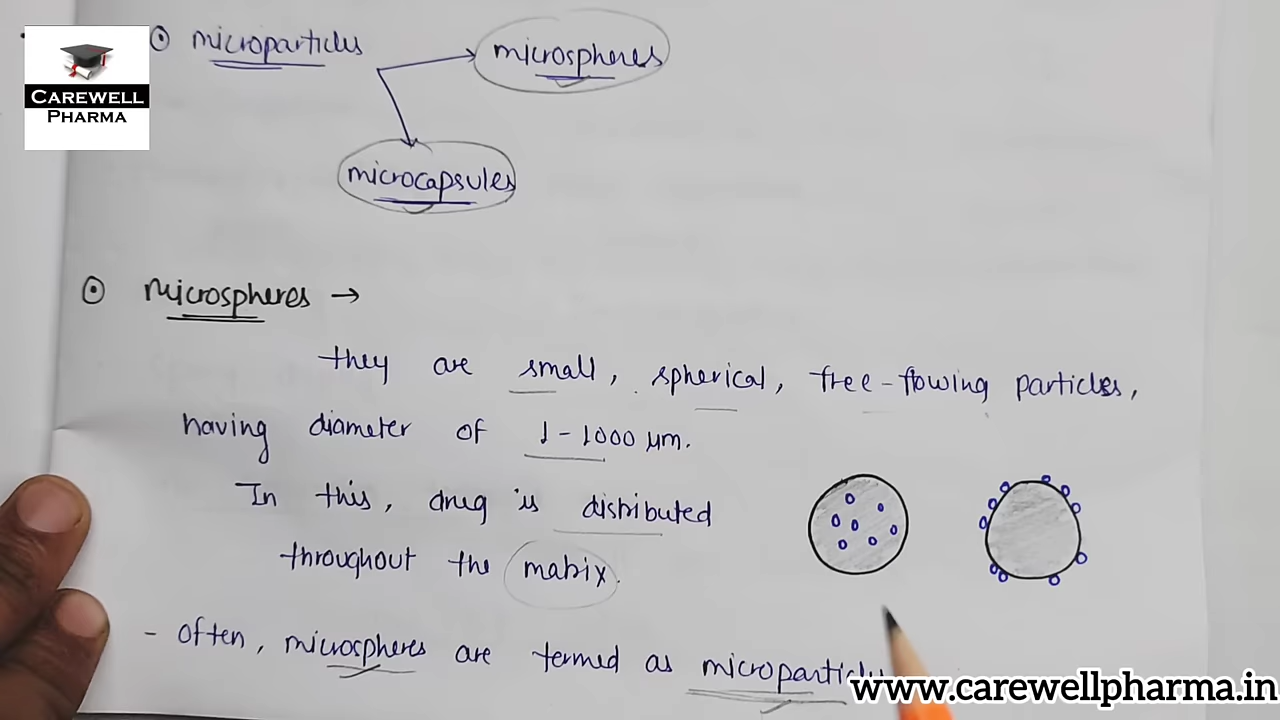 CAREWELL
PHARMA
microparticles
microspheres
microcapsules
microspheres →
they are small, spherical, free-flowing particles,
having diameter of 1-1000 μm.
In this, drug is distributed
throughout the matrix.
- often, microspheres are termed as microparticles
www.carewellpharma.in